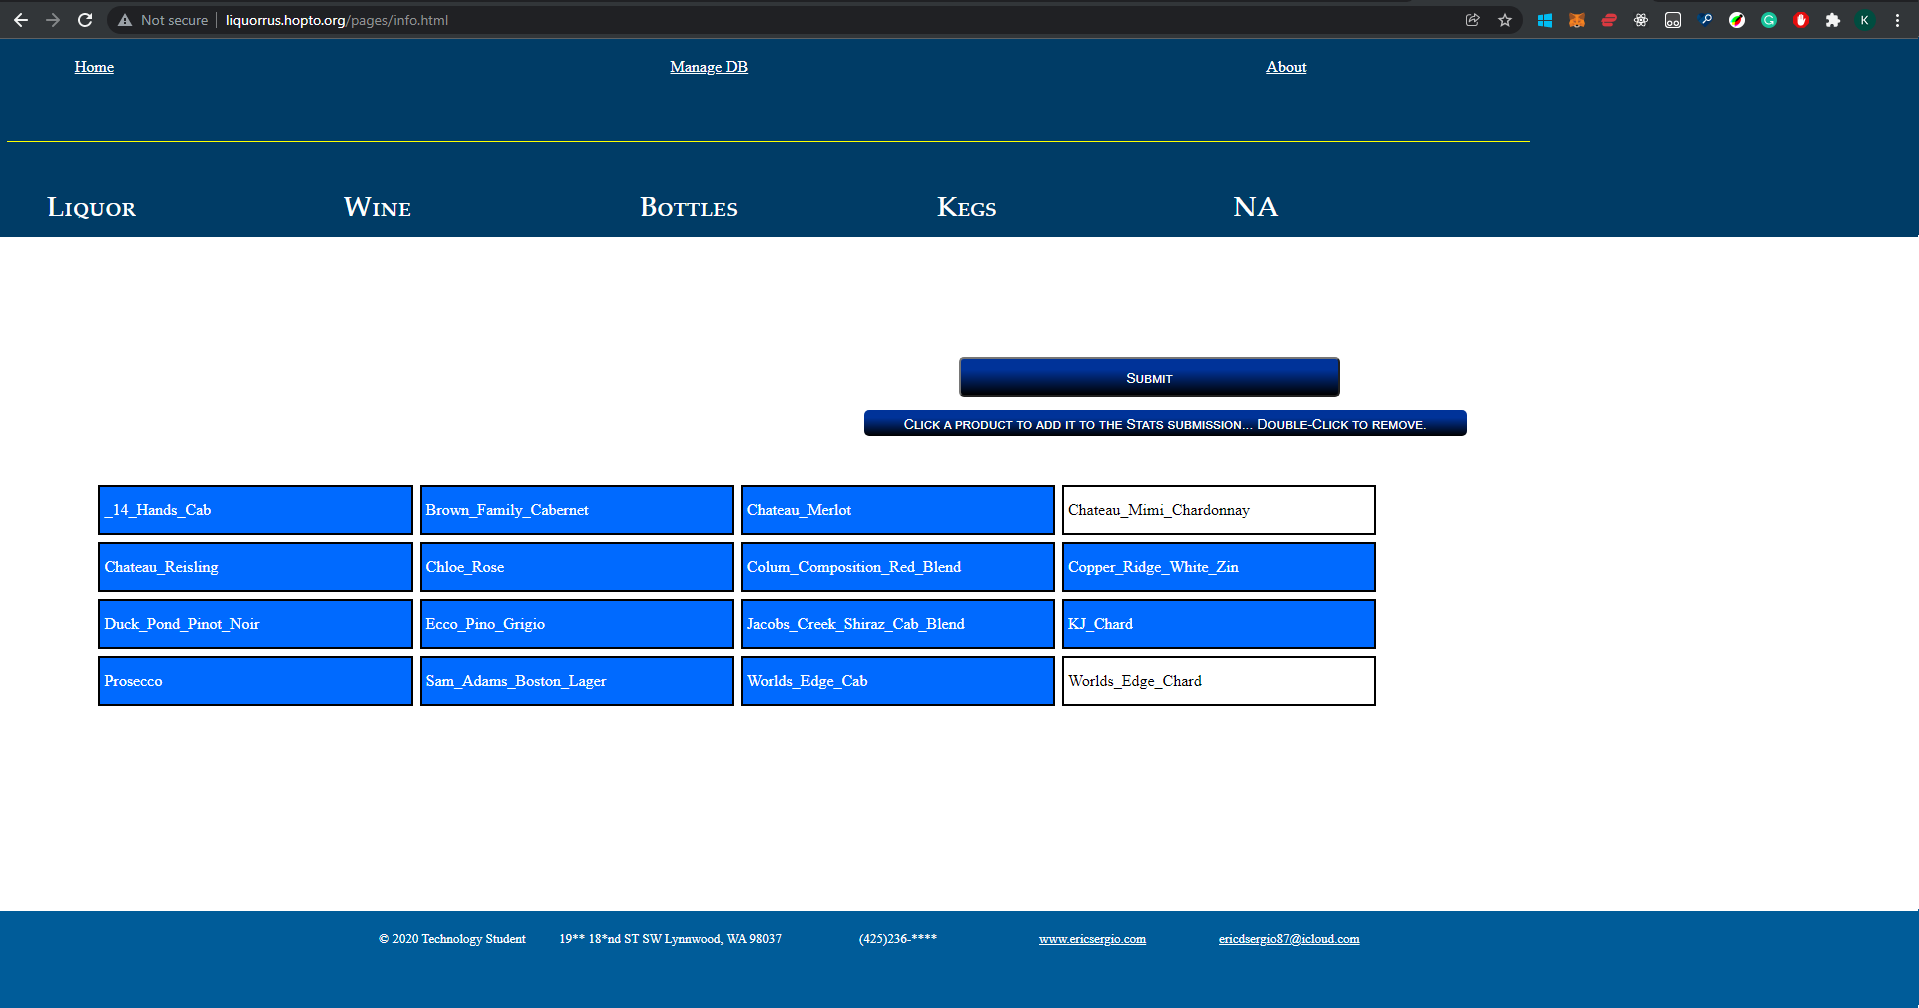 Not secure | liquorrus.hopto.org/pages/info.html
K
Home Manage DB About
Liquor Wine Bottles Kegs NA
Submit
Click a product to add it to the Stats submission... Double-Click to remove.
_14_Hands_Cab Brown_Family_Cabernet Chateau_Merlot Chateau_Mimi_Chardonnay
Chateau_Reisling Chloe_Rose Colum_Composition_Red_Blend Copper_Ridge_White_Zin
Duck_Pond_Pinot_Noir Ecco_Pino_Grigio Jacobs_Creek_Shiraz_Cab_Blend KJ_Chard
Prosecco Sam_Adams_Boston_Lager Worlds_Edge_Cab Worlds_Edge_Chard
© 2020 Technology Student 19** 18*nd ST SW Lynnwood, WA 98037 (425)236-**** www.ericsergio.com ericdsergio87@icloud.com